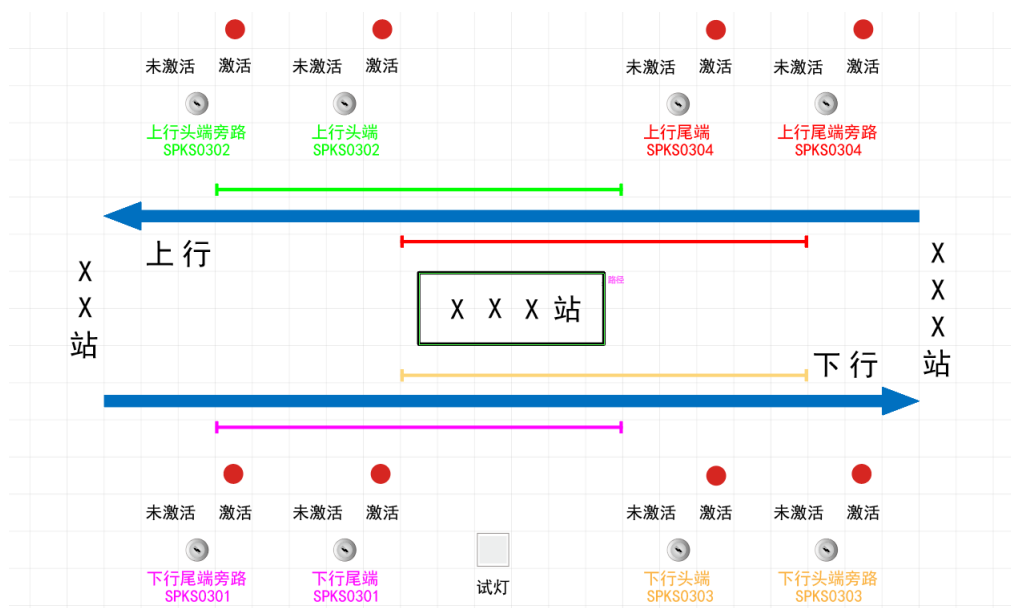 未激活 激活 未激活 激活 未激活 激活 未激活 激活
上行头端旁路 上行头端 上行尾端 上行尾端旁路
SPKS0302 SPKS0302 SPKS0304 SPKS0304
上行
X
X
站
路径
X X X 站
X
X
X
站
下行
未激活 激活 未激活 激活 未激活 激活 未激活 激活
下行尾端旁路 下行尾端 试灯 下行头端 下行头端旁路
SPKS0301 SPKS0301 SPKS0303 SPKS0303